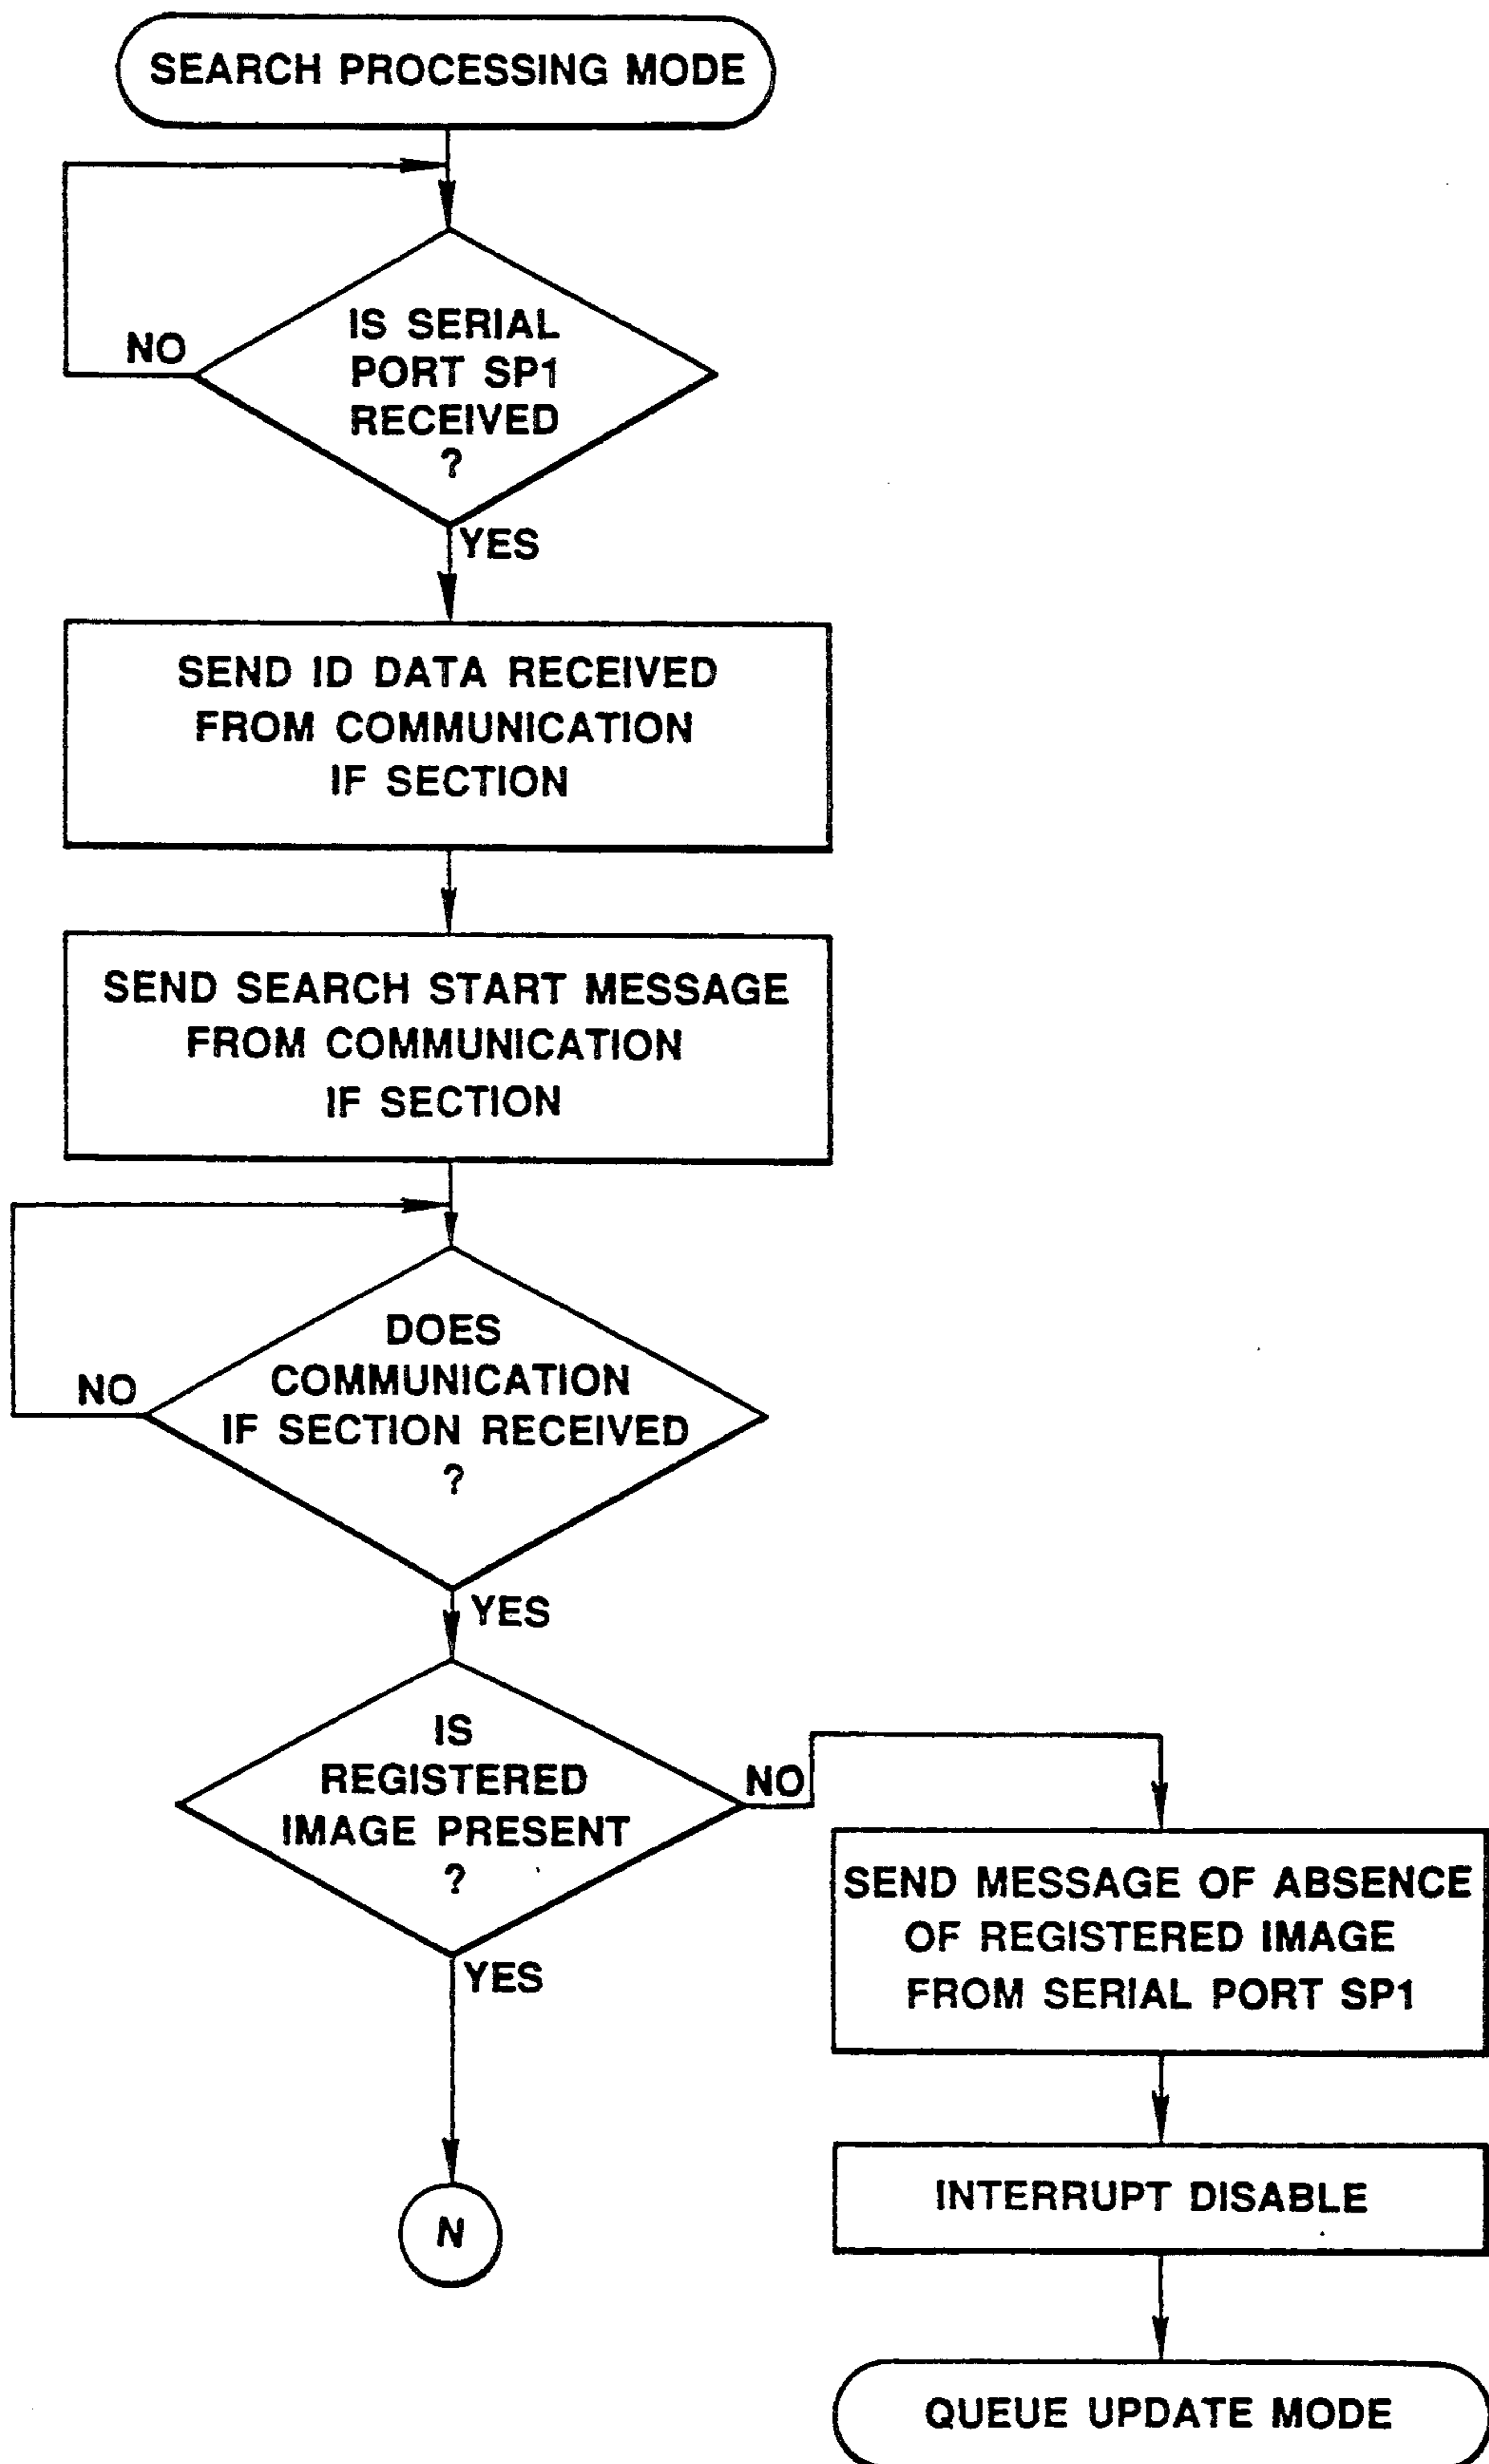 SEARCH PROCESSING MODE
IS SERIAL
PORT SP1
RECEIVED
?
NO
YES
SEND ID DATA RECEIVED
FROM COMMUNICATION
IF SECTION
SEND SEARCH START MESSAGE
FROM COMMUNICATION
IF SECTION
DOES
COMMUNICATION
IF SECTION RECEIVED
?
NO
YES
IS
REGISTERED
IMAGE PRESENT
?
NO
YES
N
SEND MESSAGE OF ABSENCE
OF REGISTERED IMAGE
FROM SERIAL PORT SP1
INTERRUPT DISABLE
QUEUE UPDATE MODE